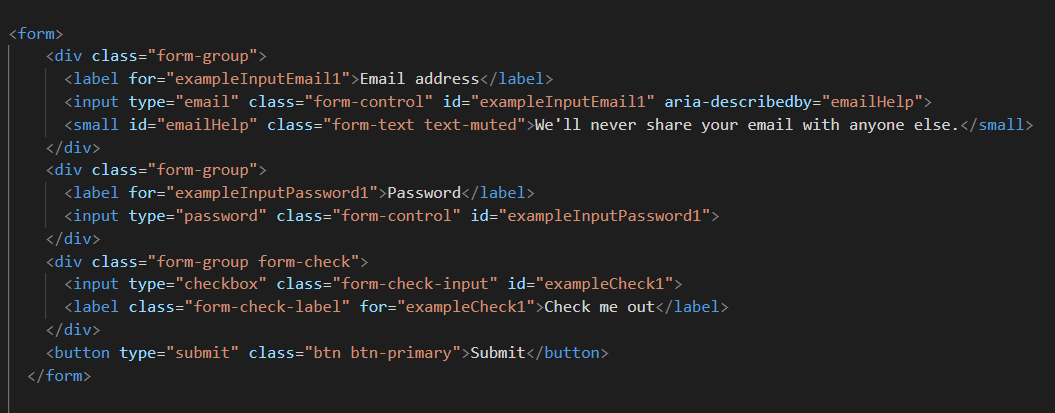 <form>
<div class="form-group">
<label for="exampleInputEmail1">Email address</label>
<input type="email" class="form-control" id="exampleInputEmail1" aria-describedby="emailHelp">
<small id="emailHelp" class="form-text text-muted">We'll never share your email with anyone else.</small>
</div>
<div class="form-group">
<label for="exampleInputPassword1">Password</label>
<input type="password" class="form-control" id="exampleInputPassword1">
</div>
<div class="form-group form-check">
<input type="checkbox" class="form-check-input" id="exampleCheck1">
<label class="form-check-label" for="exampleCheck1">Check me out</label>
</div>
<button type="submit" class="btn btn-primary">Submit</button>
</form>